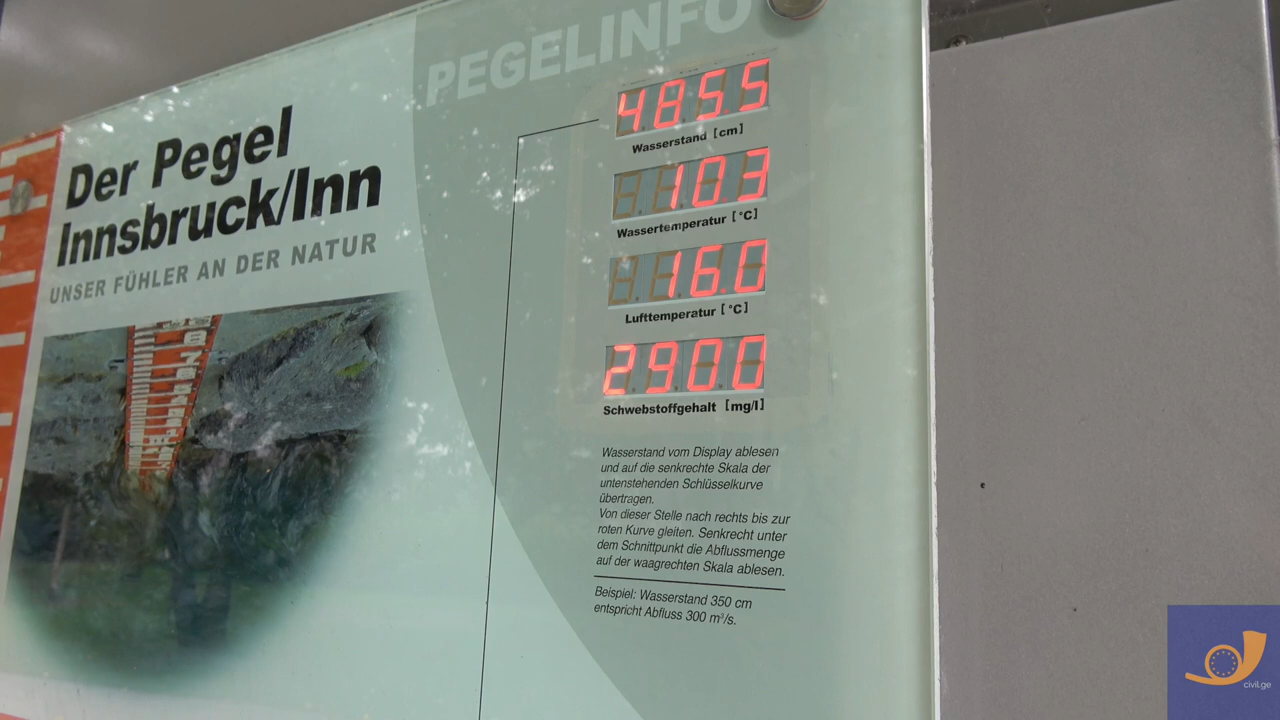 PEGELINFO
Der Pegel
Innsbruck/Inn
UNSER FÜHLER AN DER NATUR
4855
Wasserstand [cm]
103
Wassertemperatur [°C]
16.0
Lufttemperatur [°C]
2900
Schwebstoffgehalt [mg/l]
Wasserstand vom Display ablesen
und auf die senkrechte Skala der
untenstehenden Schlüsselkurve
übertragen.
Von dieser Stelle nach rechts bis zur
roten Kurve gleiten. Senkrecht unter
dem Schnittpunkt die Abflussmenge
auf der waagrechten Skala ablesen.
Beispiel: Wasserstand 350 cm
entspricht Abfluss 300 m³/s.
civil.ge